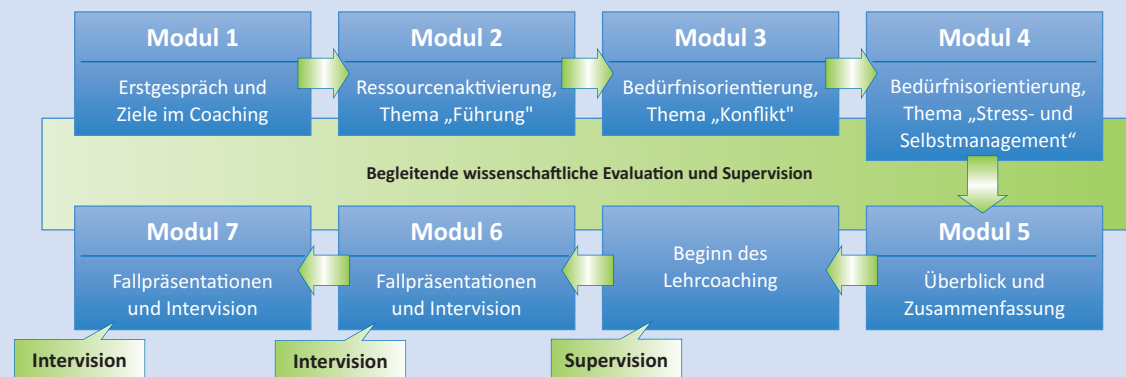 Modul 1
Erstgespräch und
Ziele im Coaching
Modul 2
Ressourcenaktivierung,
Thema „Führung"
Modul 3
Bedürfnisorientierung,
Thema „Konflikt"
Modul 4
Bedürfnisorientierung,
Thema „Stress- und
Selbstmanagement“
Begleitende wissenschaftliche Evaluation und Supervision
Modul 5
Überblick und
Zusammenfassung
Beginn des
Lehrcoaching
Modul 6
Fallpräsentationen
und Intervision
Modul 7
Fallpräsentationen
und Intervision
Intervision
Intervision
Supervision